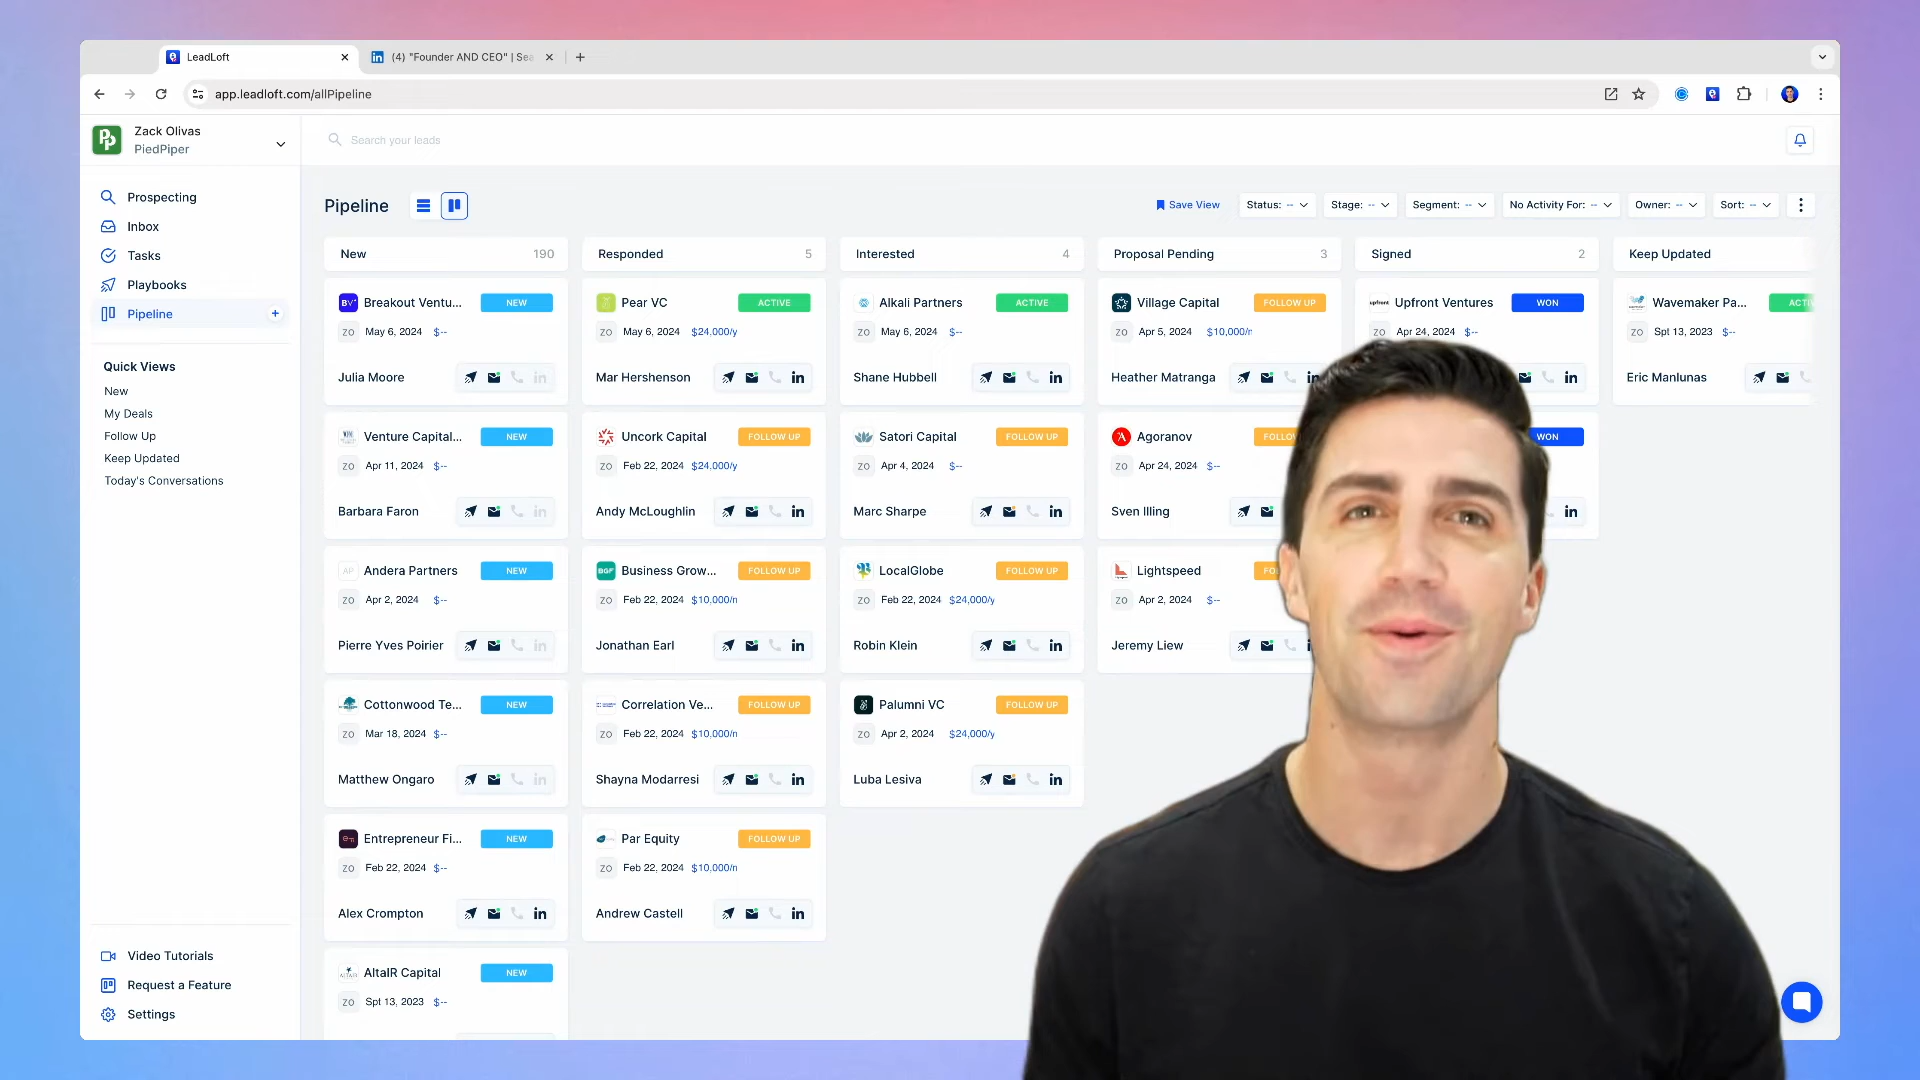 LeadLoft
(4) "Founder AND CEO" | Sea
app.leadloft.com/allPipeline
Zack Olivas
PiedPiper
Search your leads
Prospecting
Inbox
Tasks
Playbooks
Pipeline
Quick Views
New
My Deals
Follow Up
Keep Updated
Today's Conversations
Video Tutorials
Request a Feature
Settings
Pipeline
Save View
Status: --
Stage: --
Segment: --
No Activity For: --
Owner: --
Sort: --
New 190
Breakout Ventu... NEW
ZO May 6, 2024 $--
Julia Moore
Venture Capital... NEW
ZO Apr 11, 2024 $--
Barbara Faron
AP Andera Partners NEW
ZO Apr 2, 2024 $--
Pierre Yves Poirier
Cottonwood Te... NEW
ZO Mar 18, 2024 $--
Matthew Ongaro
Entrepreneur Fi... NEW
ZO Feb 22, 2024 $--
Alex Crompton
AltaIR Capital NEW
ZO Spt 13, 2023 $--
Responded 5
Pear VC ACTIVE
ZO May 6, 2024 $24,000/y
Mar Hershenson
Uncork Capital FOLLOW UP
ZO Feb 22, 2024 $24,000/y
Andy McLoughlin
BGF Business Grow... FOLLOW UP
ZO Feb 22, 2024 $10,000/n
Jonathan Earl
Correlation Ve... FOLLOW UP
ZO Feb 22, 2024 $10,000/n
Shayna Modarresi
Par Equity FOLLOW UP
ZO Feb 22, 2024 $10,000/n
Andrew Castell
Interested 4
Alkali Partners ACTIVE
ZO May 6, 2024 $--
Shane Hubbell
Satori Capital FOLLOW UP
ZO Apr 4, 2024 $--
Marc Sharpe
LocalGlobe FOLLOW UP
ZO Feb 22, 2024 $24,000/y
Robin Klein
Palumni VC FOLLOW UP
ZO Apr 2, 2024 $24,000/y
Luba Lesiva
Proposal Pending 3
Village Capital FOLLOW UP
ZO Apr 5, 2024 $10,000/n
Heather Matranga
Agoranov FOLLO
ZO Apr 24, 2024 $--
Sven Illing
Lightspeed FO
ZO Apr 2, 2024 $--
Jeremy Liew
Signed 2
upfront Upfront Ventures WON
ZO Apr 24, 2024 $--
WON
Keep Updated
Wavemaker Pa... ACTIV
ZO Spt 13, 2023 $--
Eric Manlunas